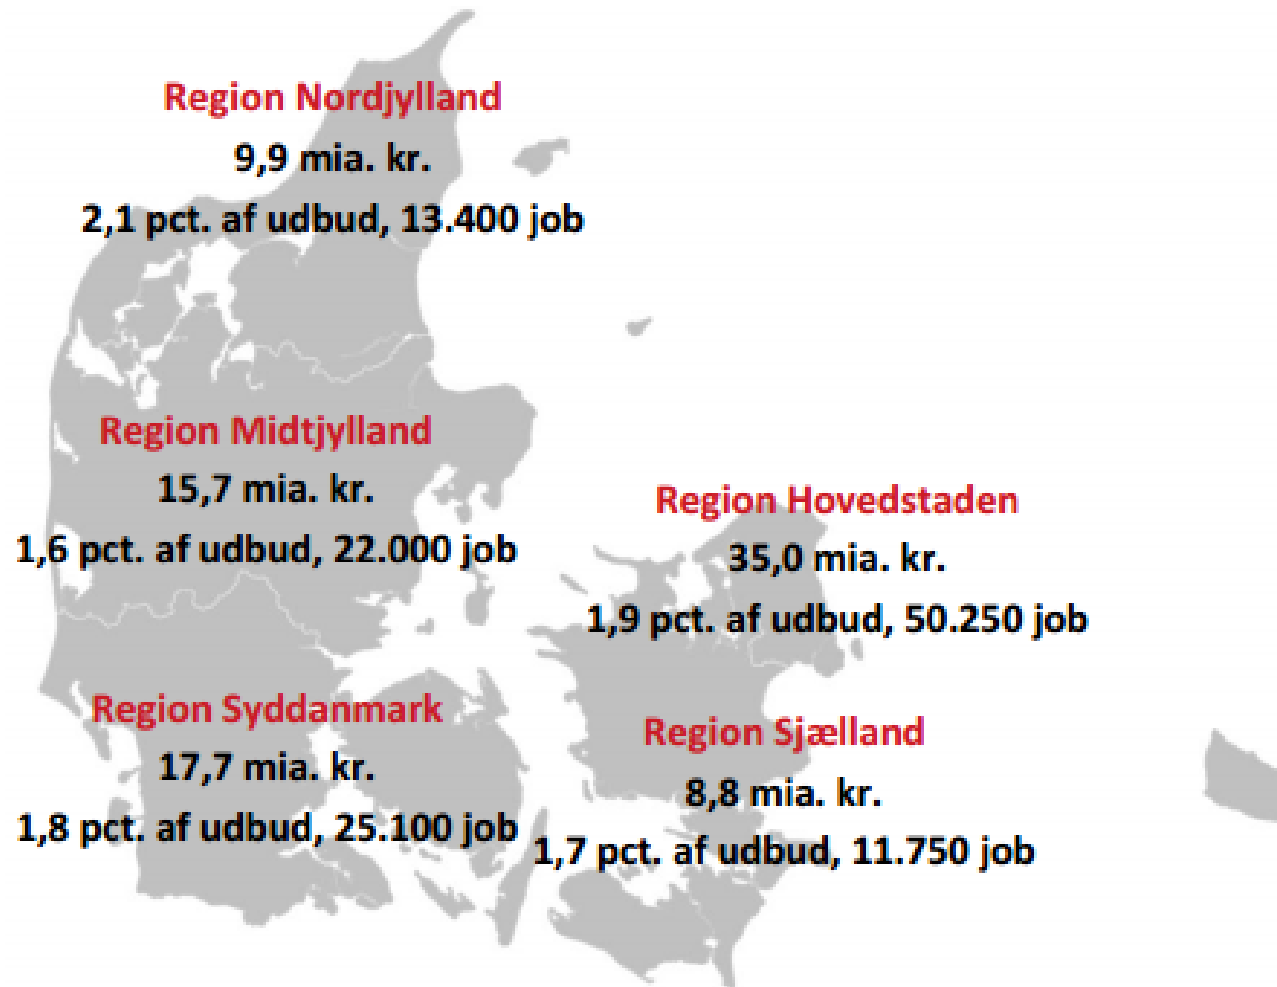 Region Nordjylland
9,9 mia. kr.
2,1 pct. af udbud, 13.400 job
Region Midtjylland
15,7 mia. kr.
1,6 pct. af udbud, 22.000 job
Region Hovedstaden
35,0 mia. kr.
1,9 pct. af udbud, 50.250 job
Region Syddanmark
17,7 mia. kr.
1,8 pct. af udbud, 25.100 job
Region Sjælland
8,8 mia. kr.
1,7 pct. af udbud, 11.750 job